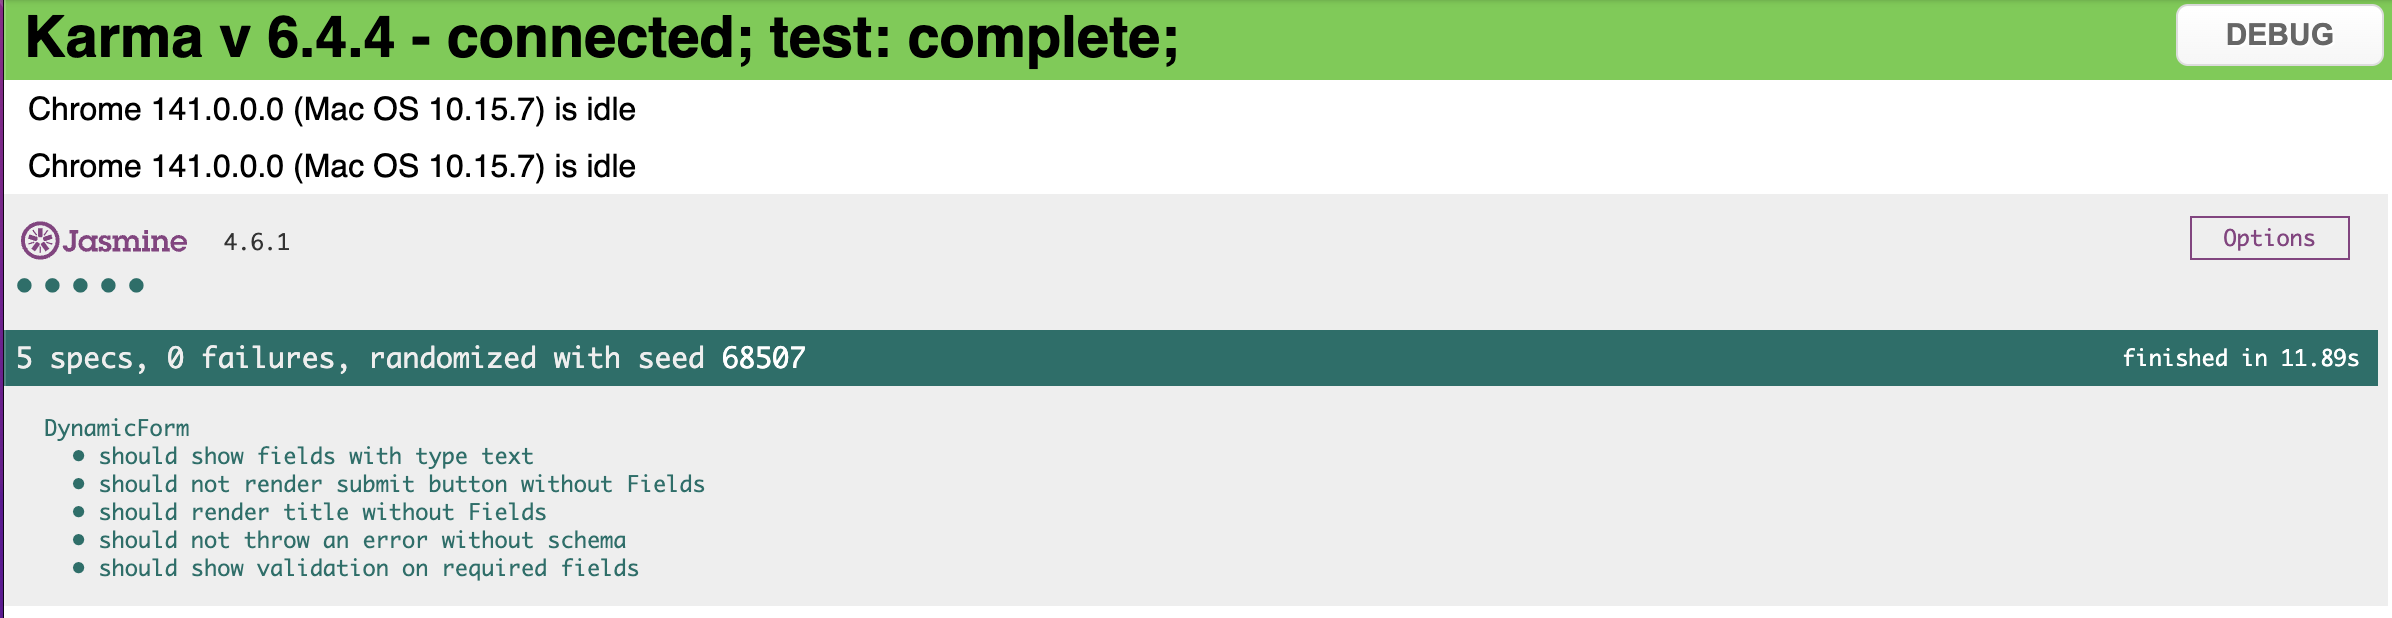 Karma v 6.4.4 - connected; test: complete;
DEBUG
Chrome 141.0.0.0 (Mac OS 10.15.7) is idle
Chrome 141.0.0.0 (Mac OS 10.15.7) is idle
Jasmine 4.6.1
Options
5 specs, 0 failures, randomized with seed 68507
finished in 11.89s
DynamicForm
• should show fields with type text
• should not render submit button without Fields
• should render title without Fields
• should not throw an error without schema
• should show validation on required fields